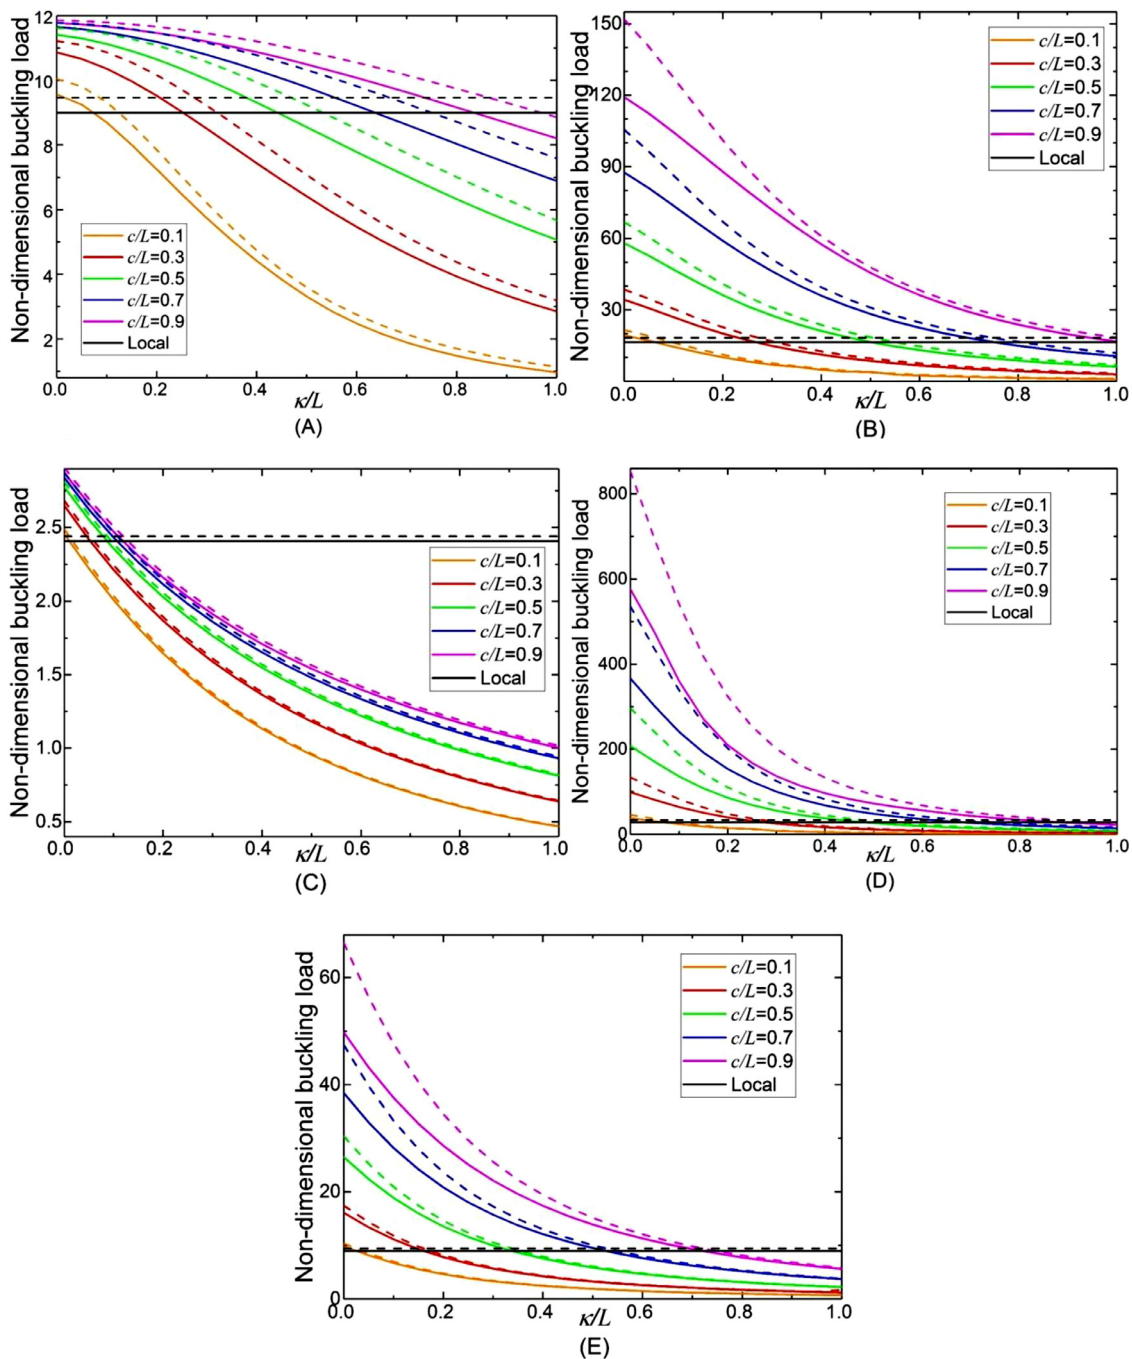 12
10
8
6
4
2
Non-dimensional buckling load
c/L=0.1
c/L=0.3
c/L=0.5
c/L=0.7
c/L=0.9
Local
0.0 0.2 0.4 0.6 0.8 1.0
κ/L
(A)
150
120
90
60
30
Non-dimensional buckling load
c/L=0.1
c/L=0.3
c/L=0.5
c/L=0.7
c/L=0.9
Local
0.0 0.2 0.4 0.6 0.8 1.0
κ/L
(B)
2.5
2.0
1.5
1.0
0.5
Non-dimensional buckling load
c/L=0.1
c/L=0.3
c/L=0.5
c/L=0.7
c/L=0.9
Local
0.0 0.2 0.4 0.6 0.8 1.0
κ/L
(C)
800
600
400
200
0
Non-dimensional buckling load
c/L=0.1
c/L=0.3
c/L=0.5
c/L=0.7
c/L=0.9
Local
0.0 0.2 0.4 0.6 0.8 1.0
κ/L
(D)
60
40
20
0
Non-dimensional buckling load
c/L=0.1
c/L=0.3
c/L=0.5
c/L=0.7
c/L=0.9
Local
0.0 0.2 0.4 0.6 0.8 1.0
κ/L
(E)